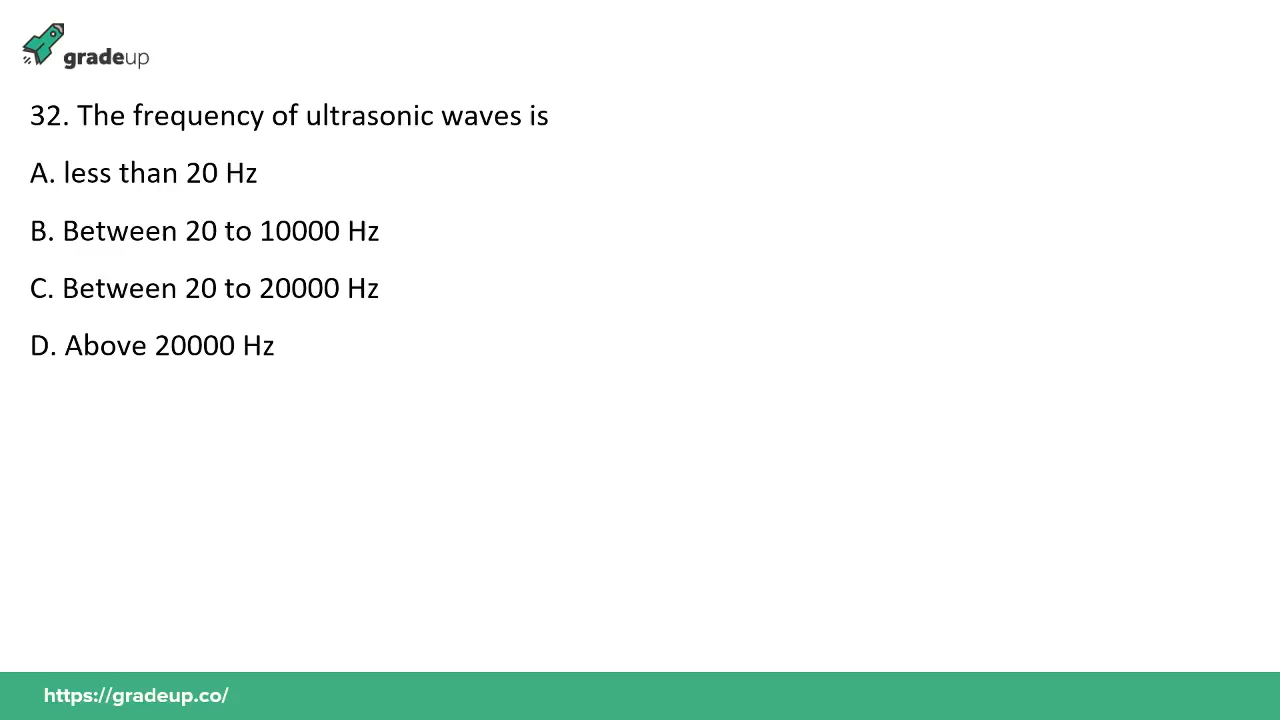 gradeup
32. The frequency of ultrasonic waves is
A. less than 20 Hz
B. Between 20 to 10000 Hz
C. Between 20 to 20000 Hz
D. Above 20000 Hz
https://gradeup.co/